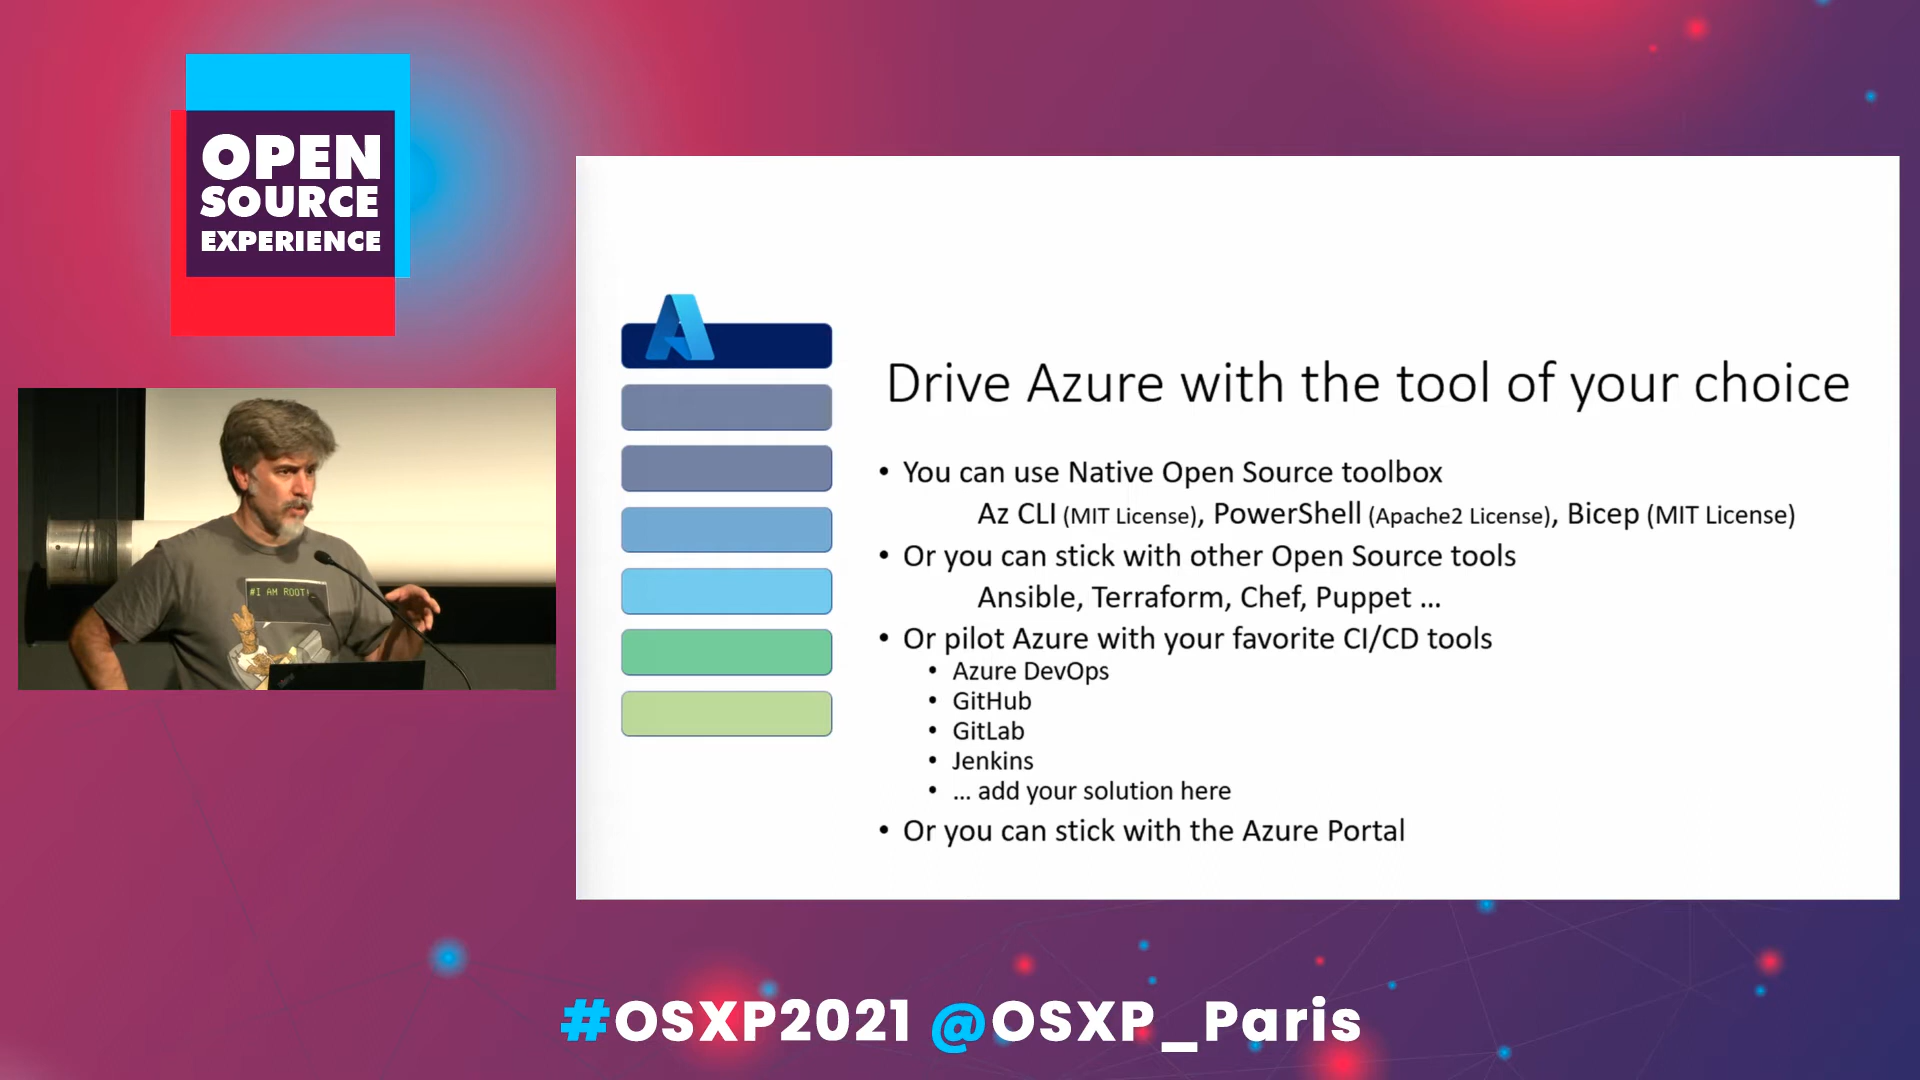 OPEN
SOURCE
EXPERIENCE
#I AM ROOT!_
Drive Azure with the tool of your choice
• You can use Native Open Source toolbox
Az CLI (MIT License), PowerShell (Apache2 License), Bicep (MIT License)
• Or you can stick with other Open Source tools
Ansible, Terraform, Chef, Puppet ...
• Or pilot Azure with your favorite CI/CD tools
• Azure DevOps
• GitHub
• GitLab
• Jenkins
• ... add your solution here
• Or you can stick with the Azure Portal
#OSXP2021 @OSXP_Paris